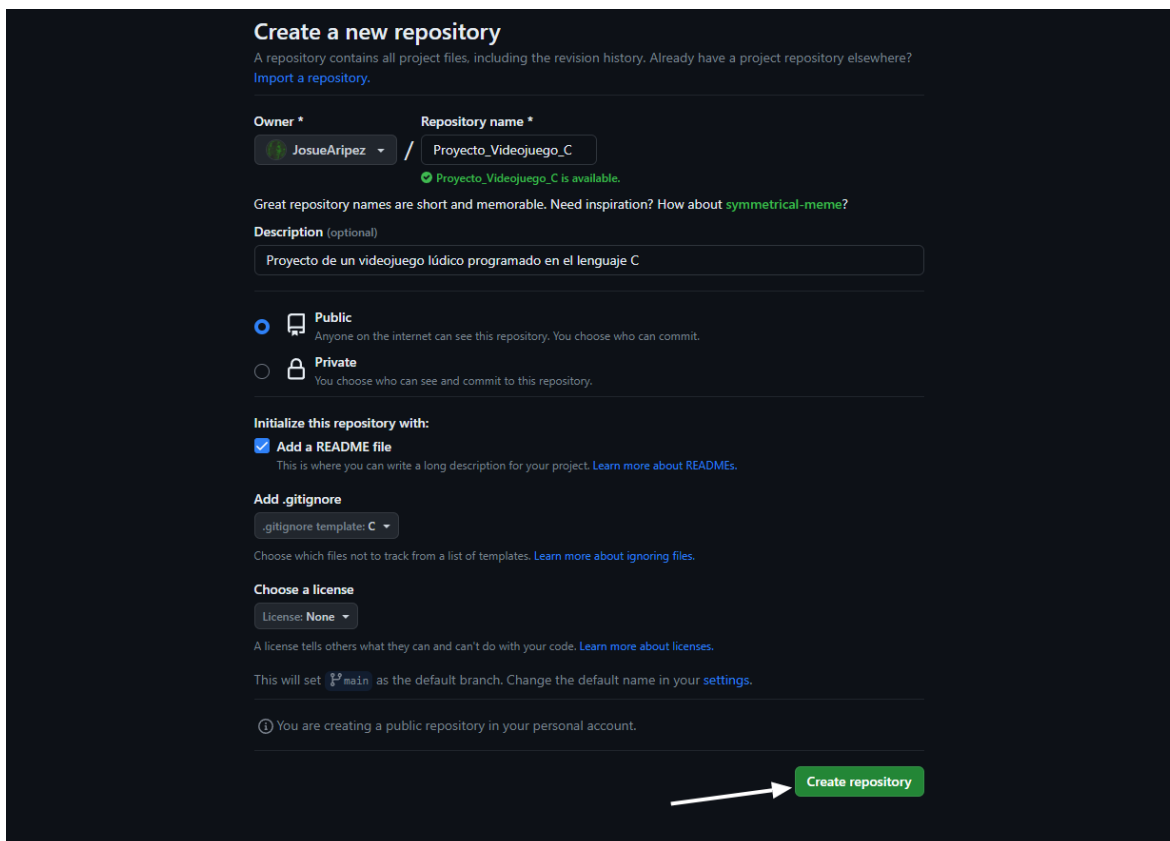 Create a new repository
A repository contains all project files, including the revision history. Already have a project repository elsewhere?
Import a repository.
Owner * Repository name *
JosueAripez / Proyecto_Videojuego_C
Proyecto_Videojuego_C is available.
Great repository names are short and memorable. Need inspiration? How about symmetrical-meme?
Description (optional)
Proyecto de un videojuego lúdico programado en el lenguaje C
Public
Anyone on the internet can see this repository. You choose who can commit.
Private
You choose who can see and commit to this repository.
Initialize this repository with:
Add a README file
This is where you can write a long description for your project. Learn more about READMEs.
Add .gitignore
.gitignore template: C
Choose which files not to track from a list of templates. Learn more about ignoring files.
Choose a license
License: None
A license tells others what they can and can't do with your code. Learn more about licenses.
This will set main as the default branch. Change the default name in your settings.
You are creating a public repository in your personal account.
Create repository